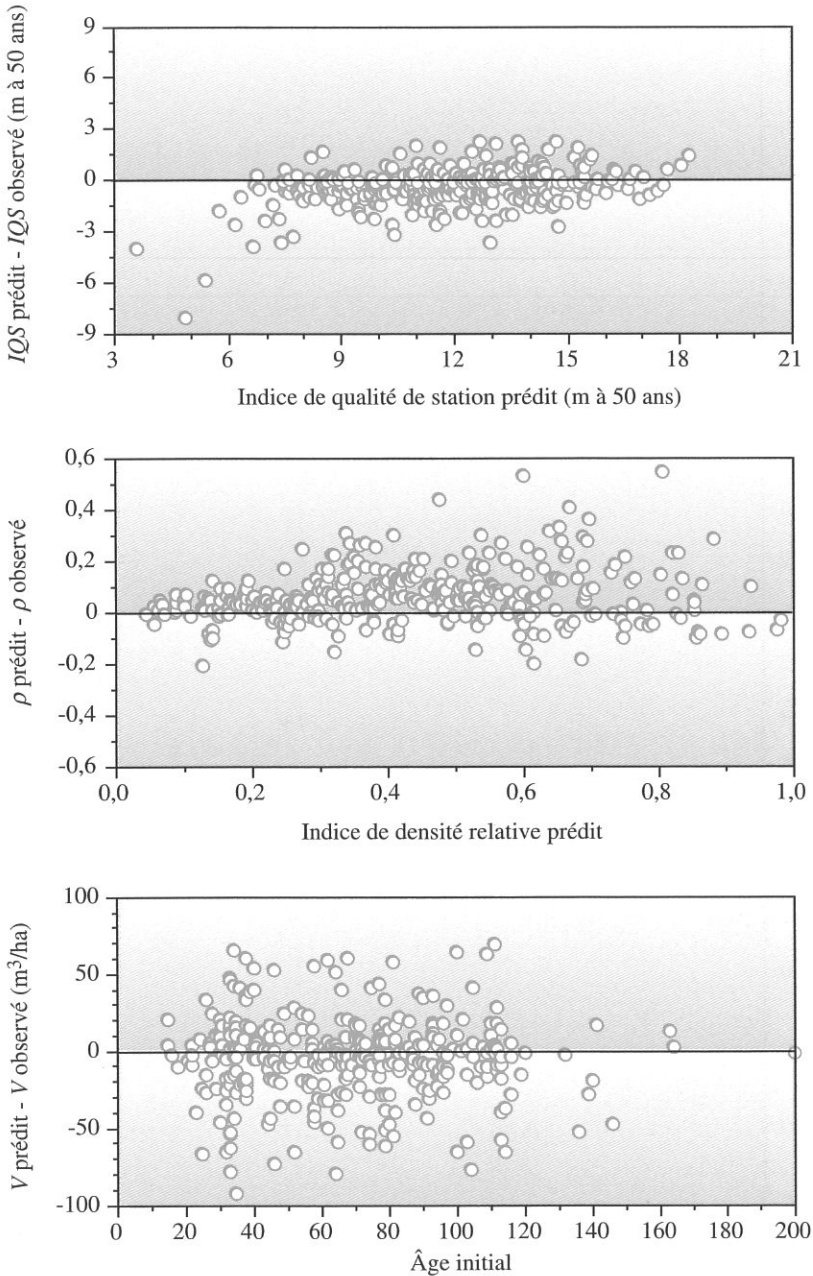 IQS prédit - IQS observé (m à 50 ans)
9
6
3
0
-3
-6
-9
3 6 9 12 15 18 21
Indice de qualité de station prédit (m à 50 ans)
ρ prédit - ρ observé
0,6
0,4
0,2
0
-0,2
-0,4
-0,6
0,0 0,2 0,4 0,6 0,8 1,0
Indice de densité relative prédit
V prédit - V observé (m³/ha)
100
50
0
-50
-100
0 20 40 60 80 100 120 140 160 180 200
Âge initial